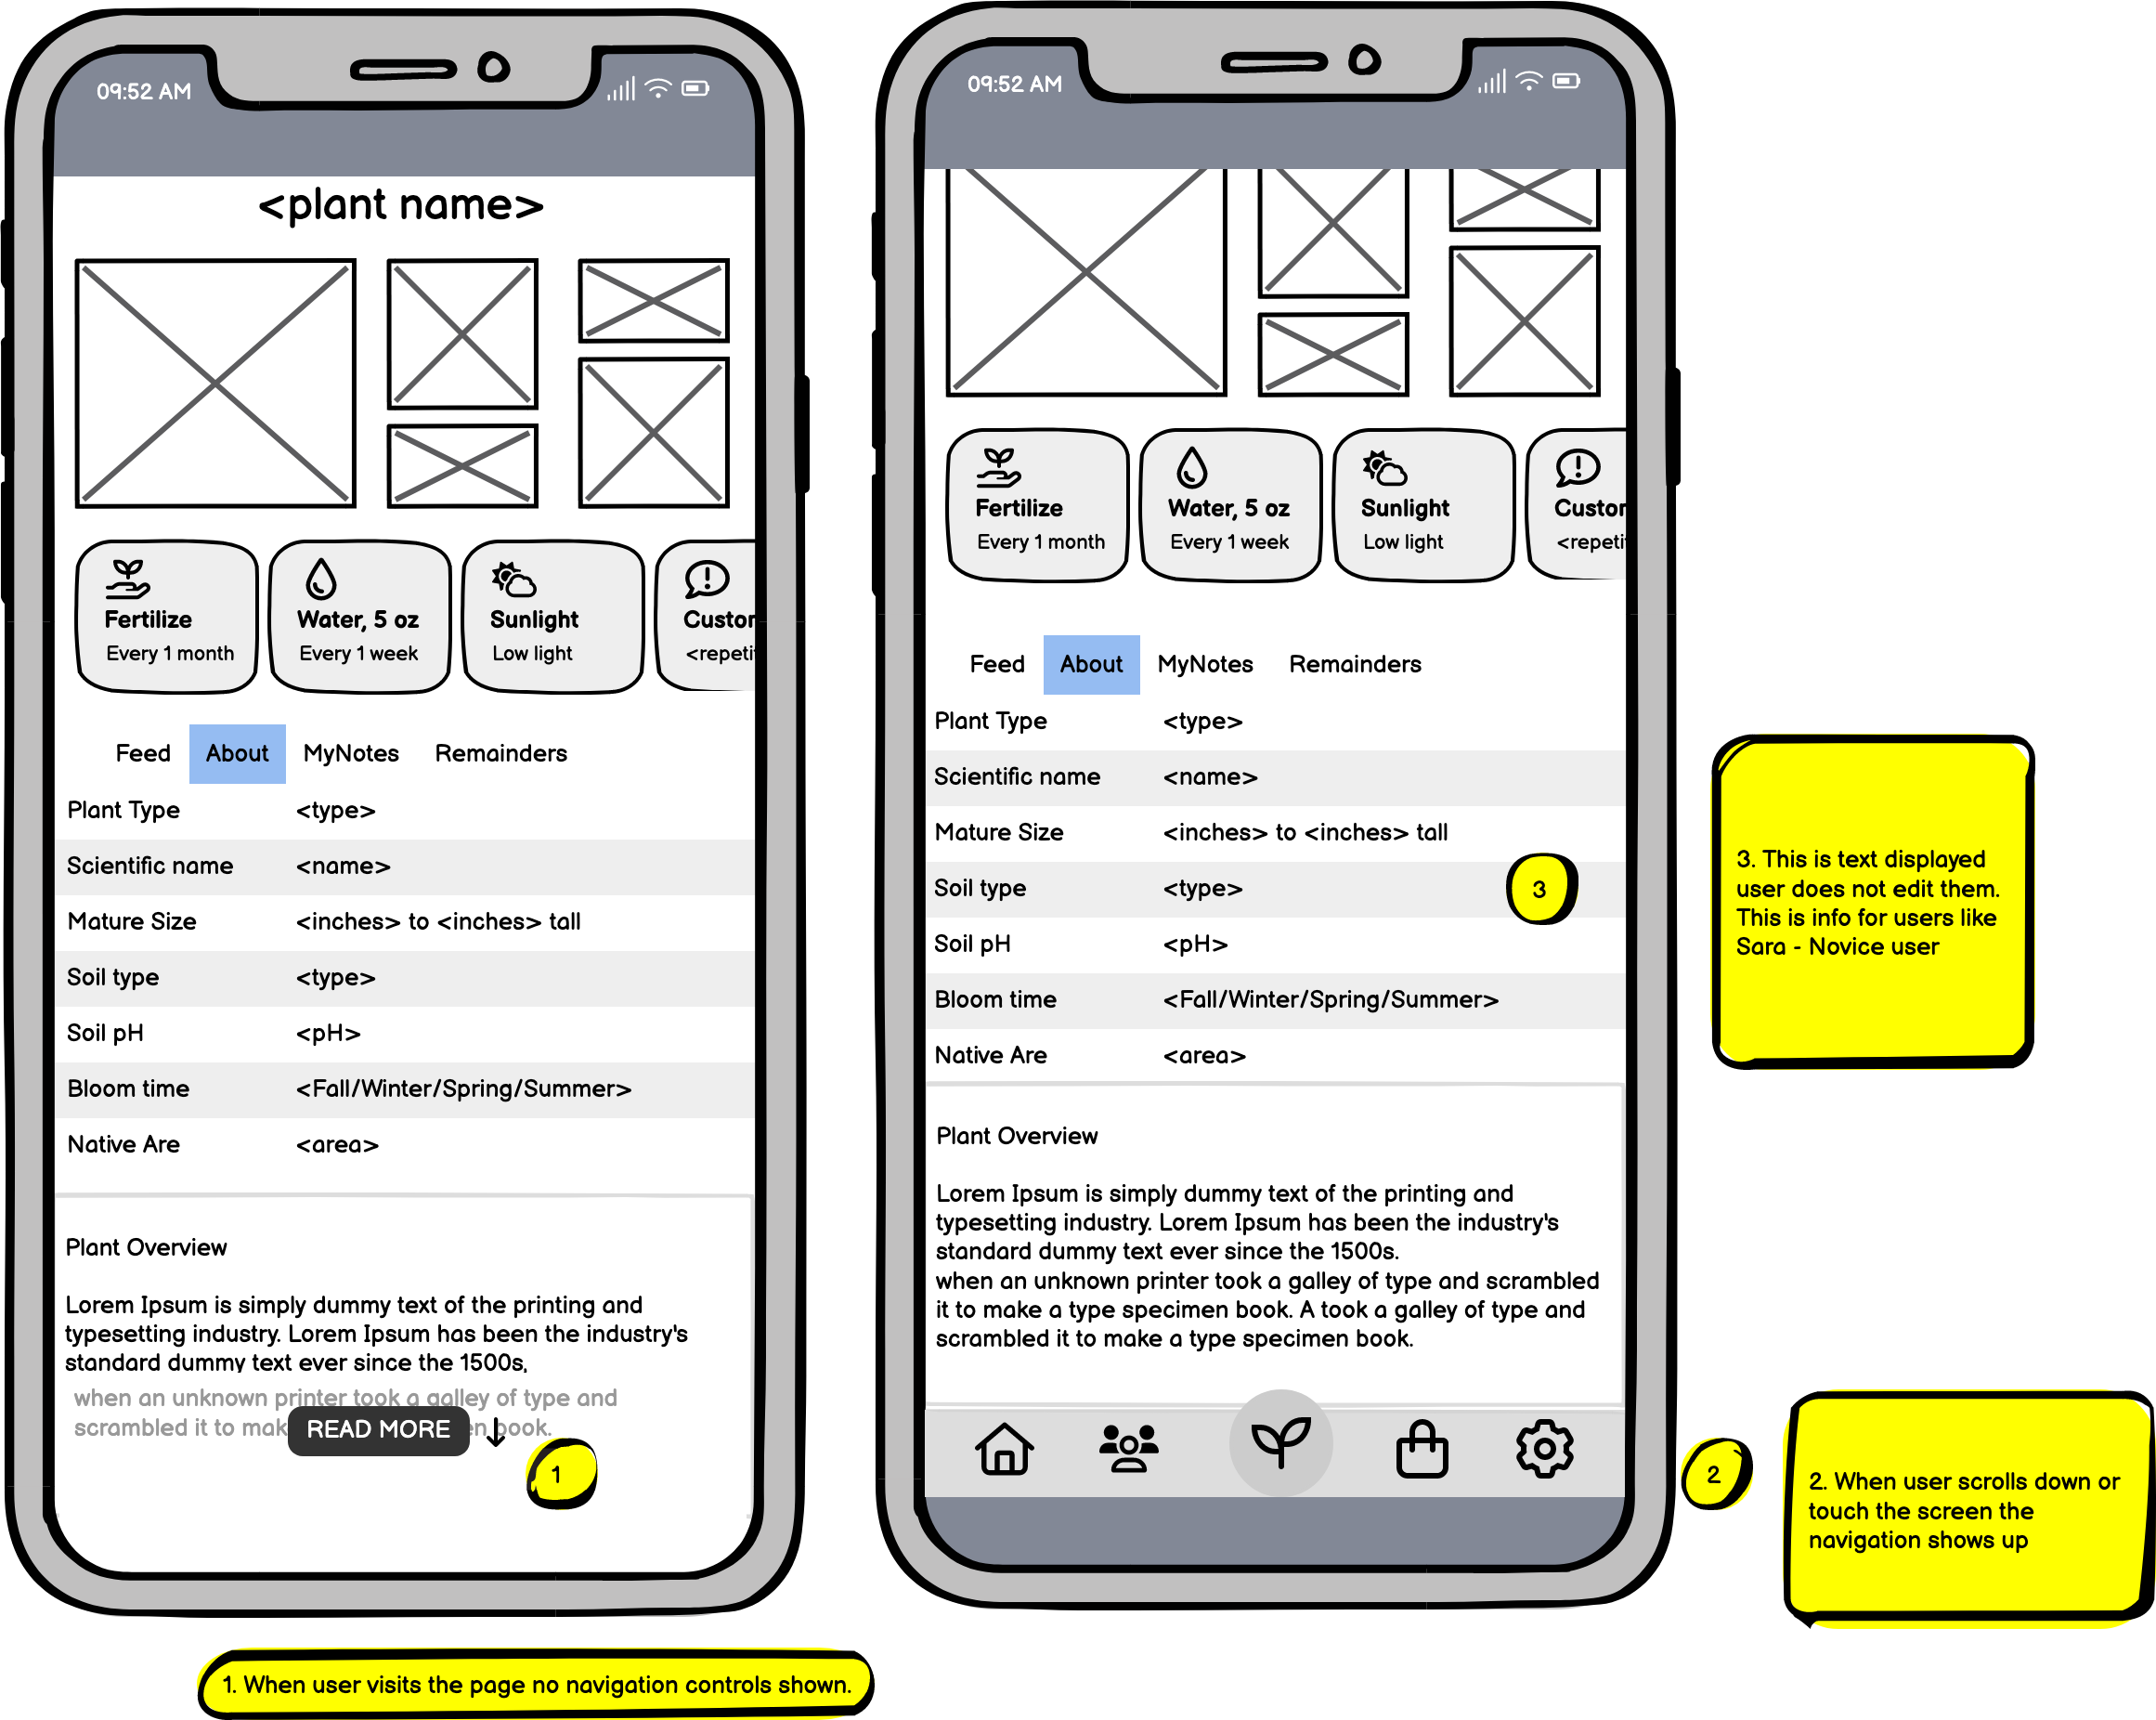 09:52 AM
<plant name>
Fertilize
Every 1 month
Water, 5 oz
Every 1 week
Sunlight
Low light
Custor
<repeti
Feed About MyNotes Remainders
Plant Type <type>
Scientific name <name>
Mature Size <inches> to <inches> tall
Soil type <type>
Soil pH <pH>
Bloom time <Fall/Winter/Spring/Summer>
Native Are <area>
Plant Overview
Lorem Ipsum is simply dummy text of the printing and
typesetting industry. Lorem Ipsum has been the industry's
standard dummy text ever since the 1500s,
when an unknown printer took a galley of type and
scrambled it to mak en book.
READ MORE
1
1. When user visits the page no navigation controls shown.
09:52 AM
Fertilize
Every 1 month
Water, 5 oz
Every 1 week
Sunlight
Low light
Custor
<repeti
Feed About MyNotes Remainders
Plant Type <type>
Scientific name <name>
Mature Size <inches> to <inches> tall
Soil type <type>
3
Soil pH <pH>
Bloom time <Fall/Winter/Spring/Summer>
Native Are <area>
Plant Overview
Lorem Ipsum is simply dummy text of the printing and
typesetting industry. Lorem Ipsum has been the industry's
standard dummy text ever since the 1500s.
when an unknown printer took a galley of type and scrambled
it to make a type specimen book. A took a galley of type and
scrambled it to make a type specimen book.
3. This is text displayed
user does not edit them.
This is info for users like
Sara - Novice user
2
2. When user scrolls down or
touch the screen the
navigation shows up